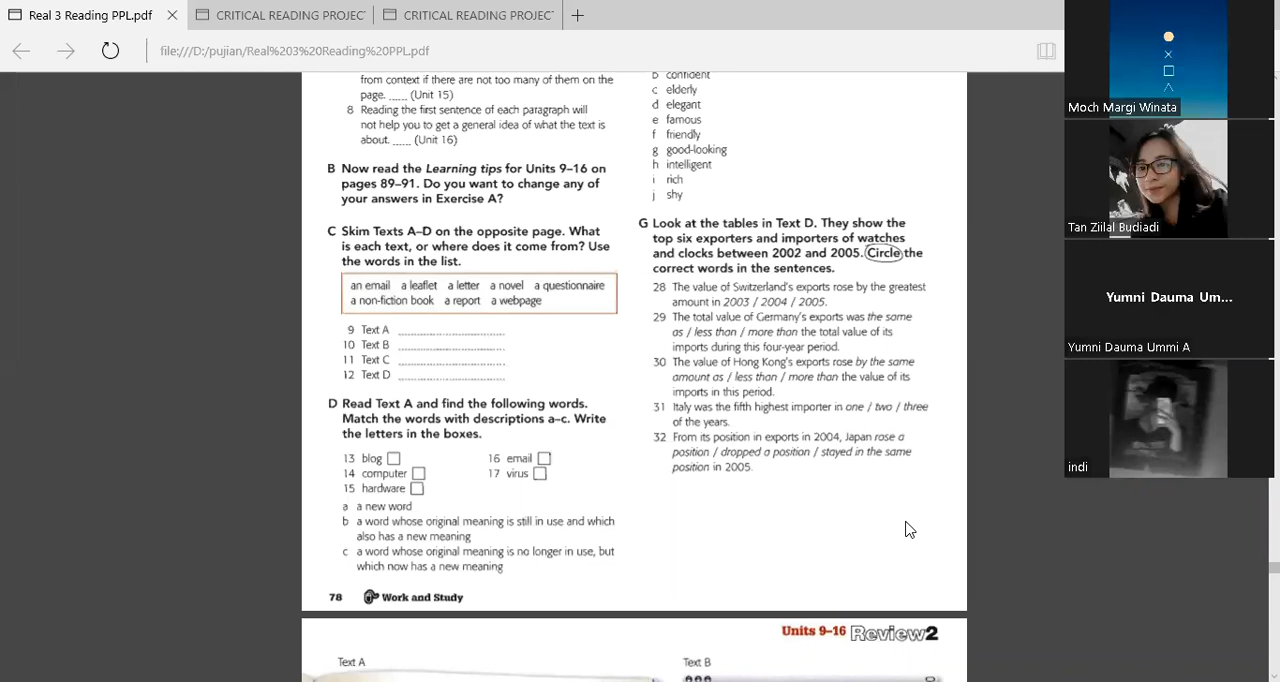 Real 3 Reading PPL.pdf
CRITICAL READING PROJECT
CRITICAL READING PROJECT
file:///D:/pujian/Real%203%20Reading%20PPL.pdf
from context if there are not too many of them on the
page. ____ (Unit 15)
8 Reading the first sentence of each paragraph will
not help you to get a general idea of what the text is
about. ____ (Unit 16)
B Now read the Learning tips for Units 9–16 on
pages 89–91. Do you want to change any of
your answers in Exercise A?
C Skim Texts A–D on the opposite page. What
is each text, or where does it come from? Use
the words in the list.
an email a leaflet a letter a novel a questionnaire
a non-fiction book a report a webpage
9 Text A
10 Text B
11 Text C
12 Text D
D Read Text A and find the following words.
Match the words with descriptions a–c. Write
the letters in the boxes.
13 blog
14 computer
15 hardware
16 email
17 virus
a a new word
b a word whose original meaning is still in use and which
also has a new meaning
c a word whose original meaning is no longer in use, but
which now has a new meaning
78 Work and Study
b confident
c elderly
d elegant
e famous
f friendly
g good-looking
h intelligent
i rich
j shy
G Look at the tables in Text D. They show the
top six exporters and importers of watches
and clocks between 2002 and 2005. Circle the
correct words in the sentences.
28 The value of Switzerland's exports rose by the greatest
amount in 2003 / 2004 / 2005.
29 The total value of Germany's exports was the same
as / less than / more than the total value of its
imports during this four-year period.
30 The value of Hong Kong's exports rose by the same
amount as / less than / more than the value of its
imports in this period.
31 Italy was the fifth highest importer in one / two / three
of the years.
32 From its position in exports in 2004, Japan rose a
position / dropped a position / stayed in the same
position in 2005.
Units 9–16 Review2
Text A
Text B
Moch Margi Winata
Tan Ziilal Budiadi
Yumni Dauma Um...
Yumni Dauma Ummi A
indi